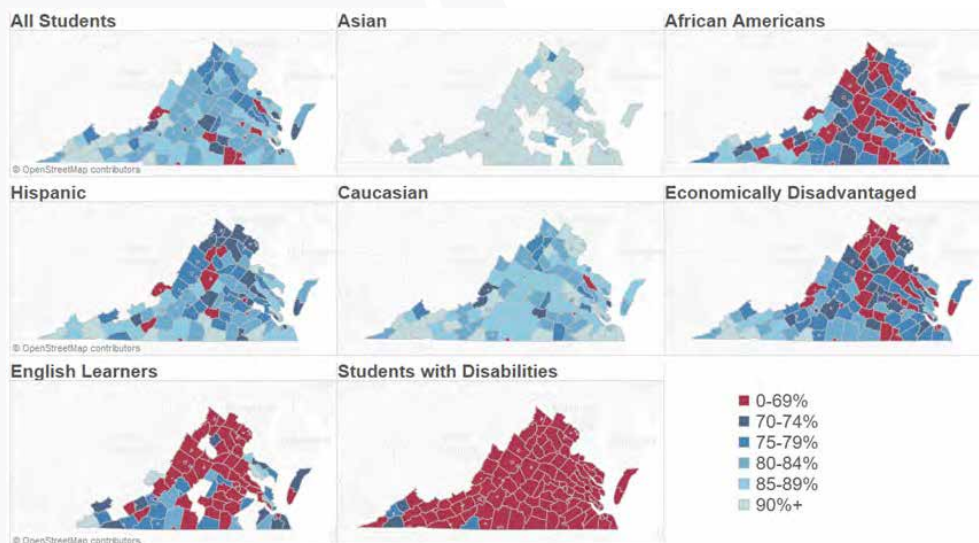 All Students
Asian
African Americans
© OpenStreetMap contributors
Hispanic
Caucasian
Economically Disadvantaged
© OpenStreetMap contributors
English Learners
Students with Disabilities
0-69%
70-74%
75-79%
80-84%
85-89%
90%+
© OpenStreetMap contributors